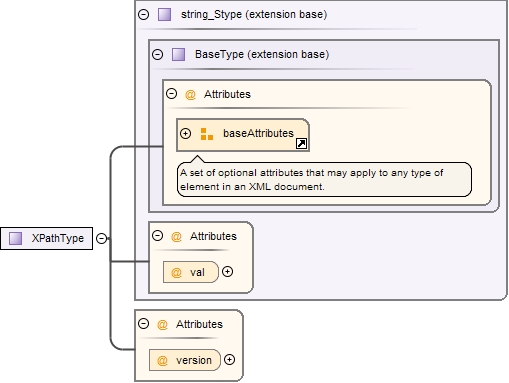 string_Stype (extension base)
BaseType (extension base)
@ Attributes
baseAttributes
A set of optional attributes that may apply to any type of
element in an XML document.
XPathType
@ Attributes
@ val
@ Attributes
@ version